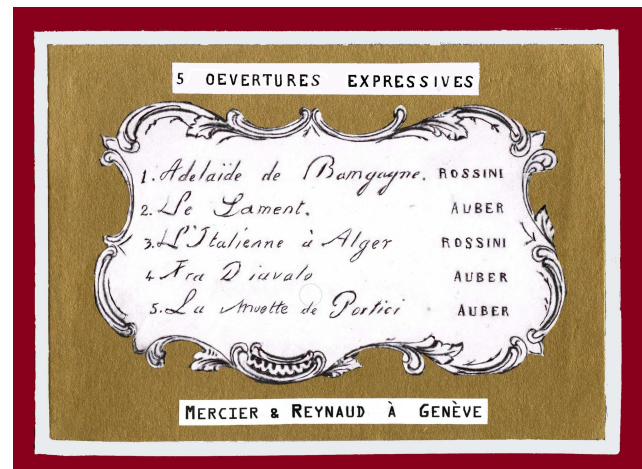 5 OEVERTURES EXPRESSIVES
1. Adelaïde de Bamgagne. ROSSINI
2. Le Lament. AUBER
3. L'Italienne à Alger ROSSINI
4. Fra Diavalo AUBER
5. La Muette de Portici AUBER
MERCIER & REYNAUD À GENÈVE